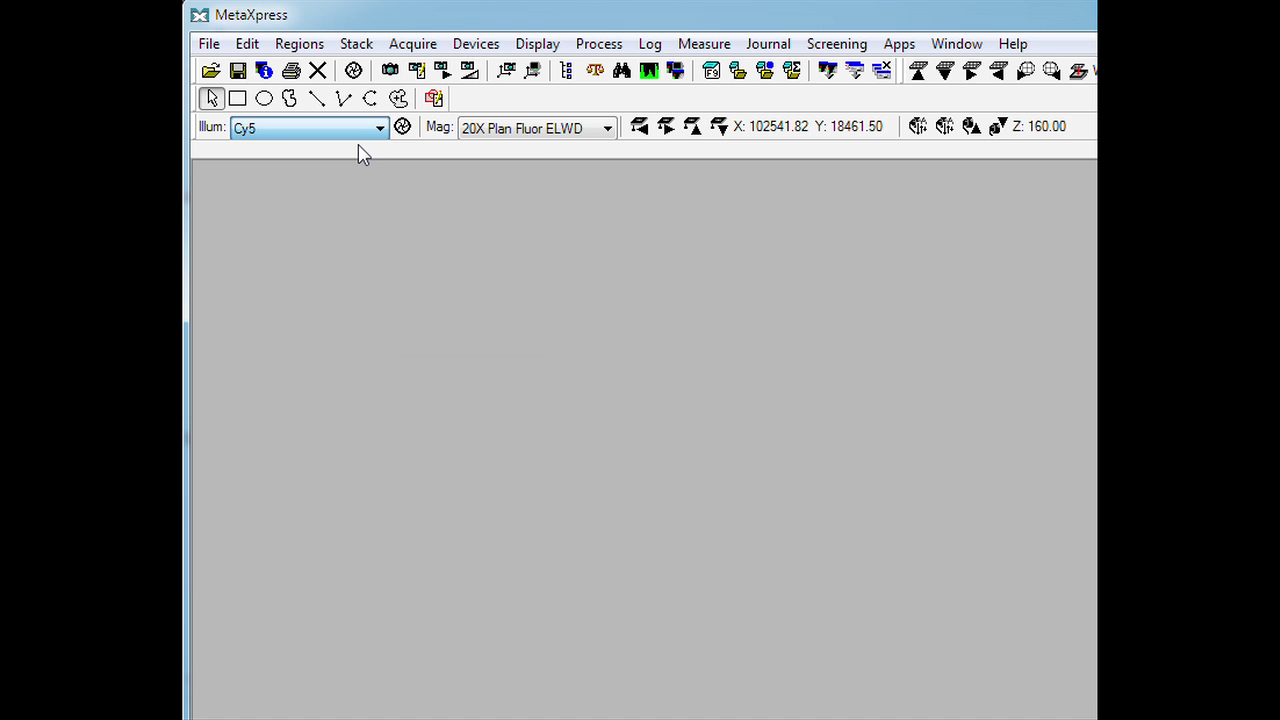 MetaXpress
File Edit Regions Stack Acquire Devices Display Process Log Measure Journal Screening Apps Window Help
F9
Illum: Cy5 Mag: 20X Plan Fluor ELWD X: 102541.82 Y: 18461.50 Z: 160.00